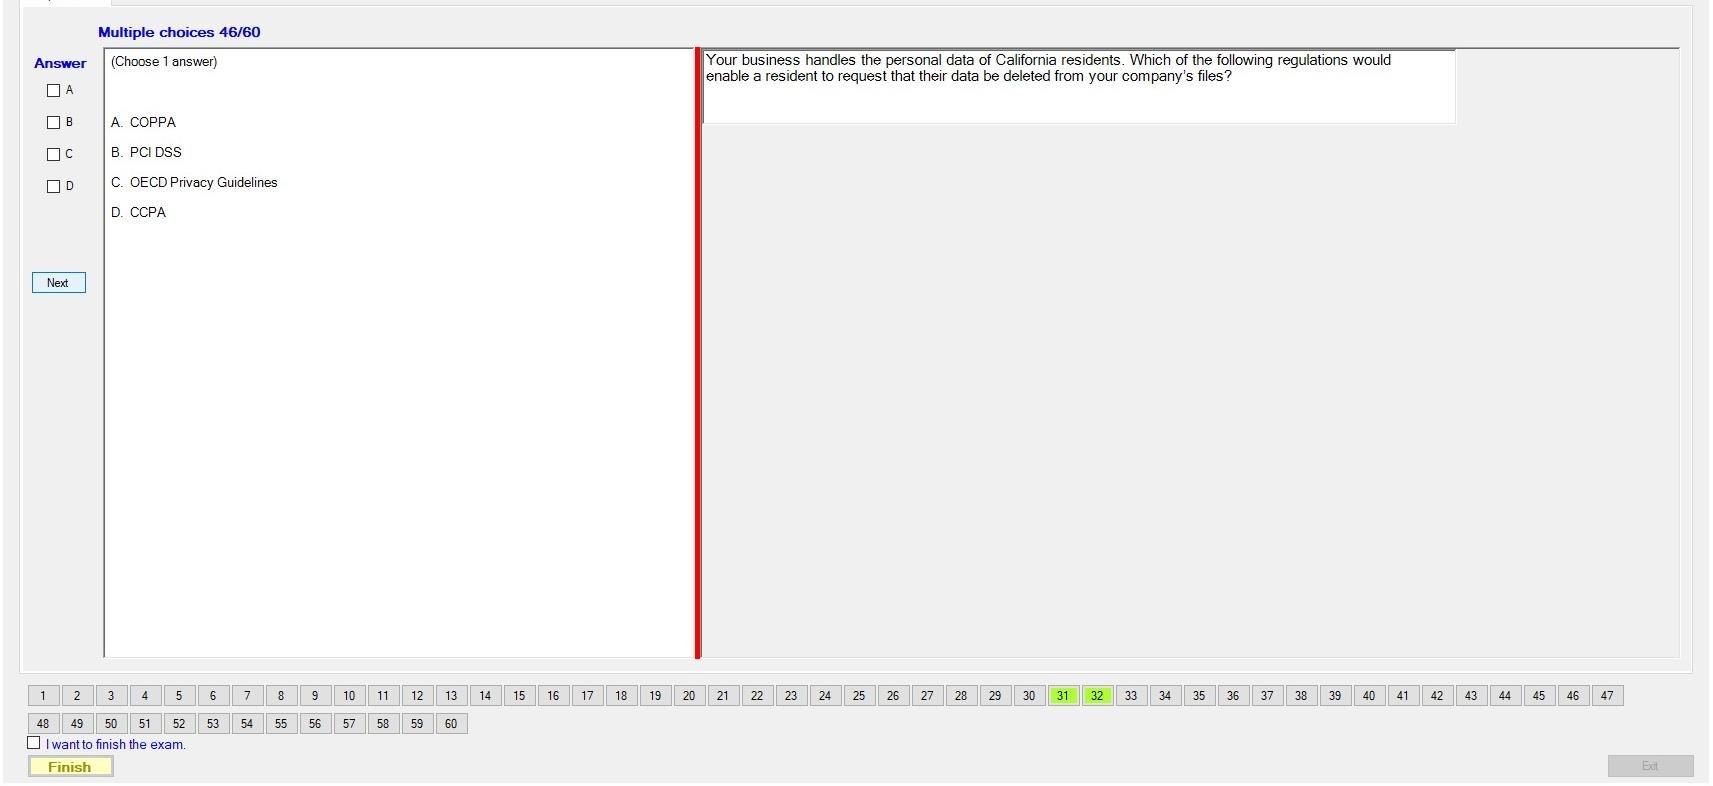 Multiple choices 46/60
Answer
A
B
C
D
Next
(Choose 1 answer)
A. COPPA
B. PCI DSS
C. OECD Privacy Guidelines
D. CCPA
Your business handles the personal data of California residents. Which of the following regulations would
enable a resident to request that their data be deleted from your company's files?
1 2 3 4 5 6 7 8 9 10 11 12 13 14 15 16 17 18 19 20 21 22 23 24 25 26 27 28 29 30 31 32 33 34 35 36 37 38 39 40 41 42 43 44 45 46 47
48 49 50 51 52 53 54 55 56 57 58 59 60
I want to finish the exam.
Finish
Exit